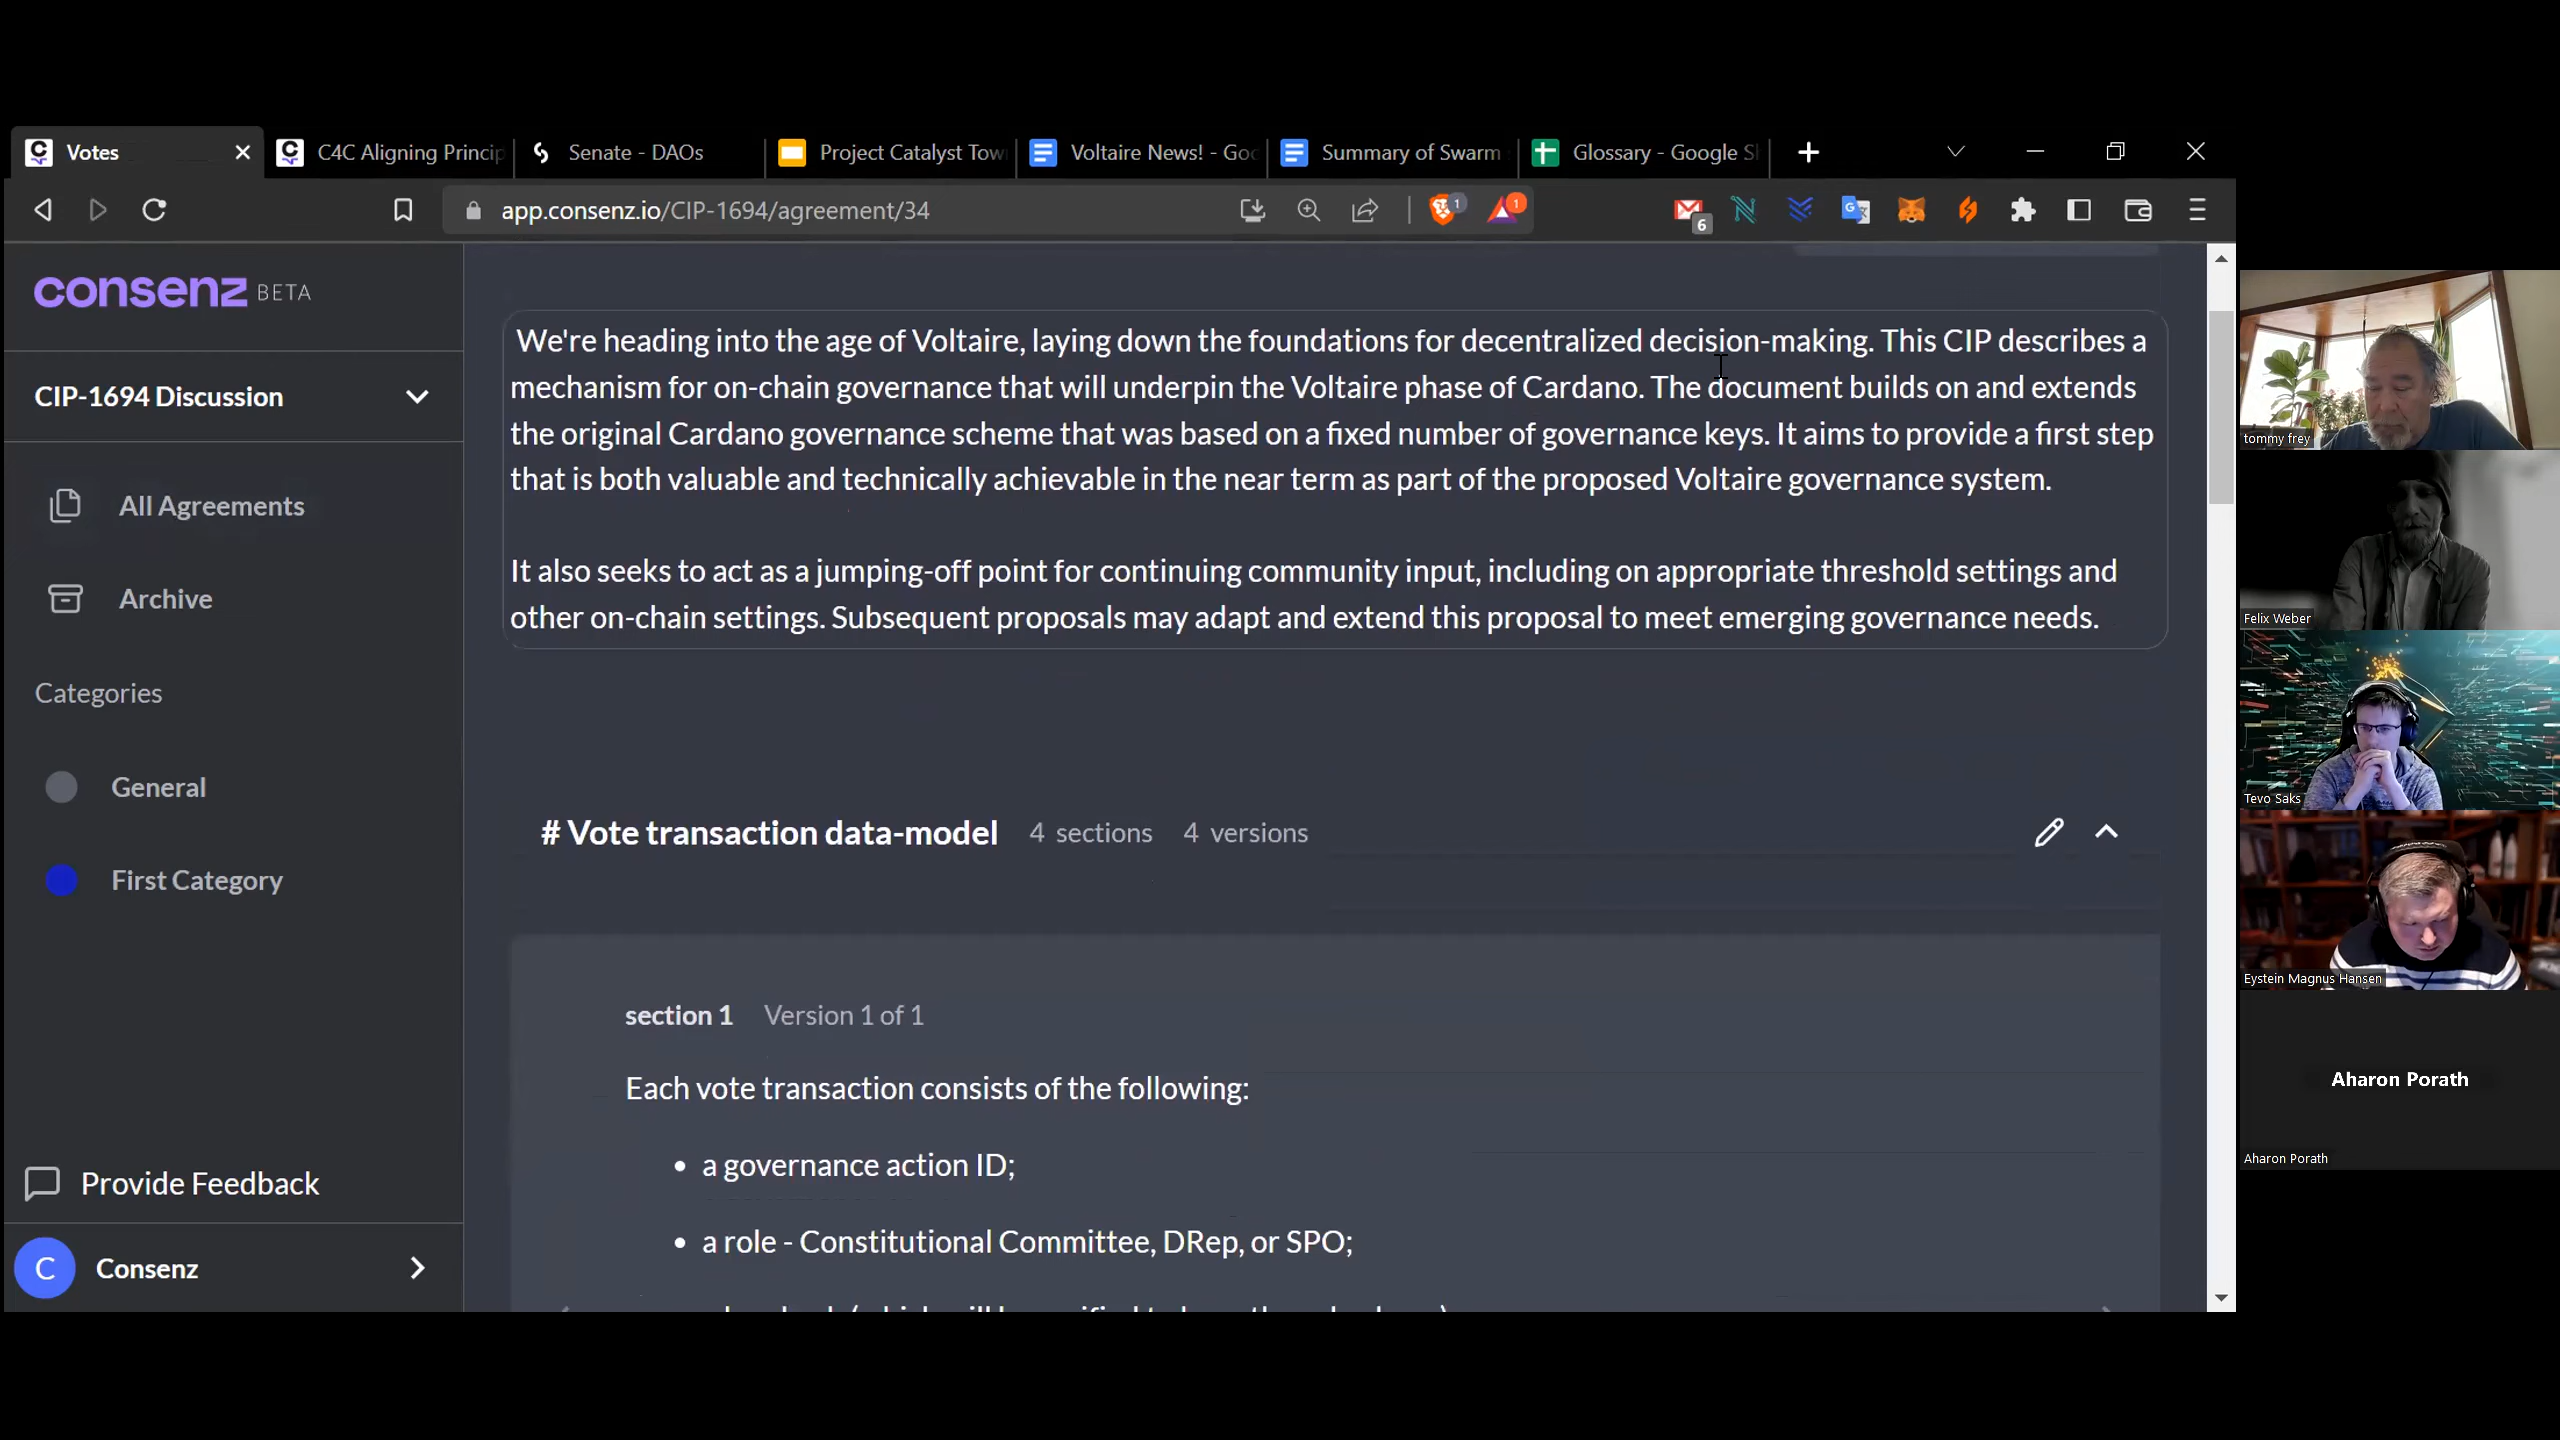 Votes
C4C Aligning Princip
Senate - DAOs
Project Catalyst Tow
Voltaire News! - Goo
Summary of Swarm
Glossary - Google Sh
app.consenz.io/CIP-1694/agreement/34
1
1
6
consenz BETA
CIP-1694 Discussion
All Agreements
Archive
Categories
General
First Category
Provide Feedback
C Consenz
We're heading into the age of Voltaire, laying down the foundations for decentralized decision-making. This CIP describes a
mechanism for on-chain governance that will underpin the Voltaire phase of Cardano. The document builds on and extends
the original Cardano governance scheme that was based on a fixed number of governance keys. It aims to provide a first step
that is both valuable and technically achievable in the near term as part of the proposed Voltaire governance system.
It also seeks to act as a jumping-off point for continuing community input, including on appropriate threshold settings and
other on-chain settings. Subsequent proposals may adapt and extend this proposal to meet emerging governance needs.
# Vote transaction data-model 4 sections 4 versions
section 1 Version 1 of 1
Each vote transaction consists of the following:
• a governance action ID;
• a role - Constitutional Committee, DRep, or SPO;
tommy frey
Felix Weber
Tevo Saks
Eystein Magnus Hansen
Aharon Porath
Aharon Porath